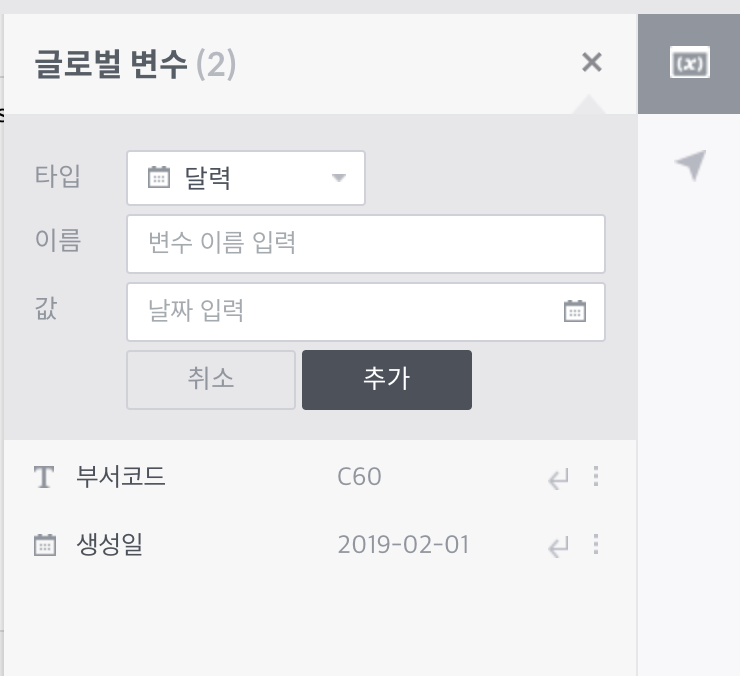 글로벌 변수 (2)
(x)
타입 달력
이름 변수 이름 입력
값 날짜 입력
취소 추가
T 부서코드 C60
생성일 2019-02-01